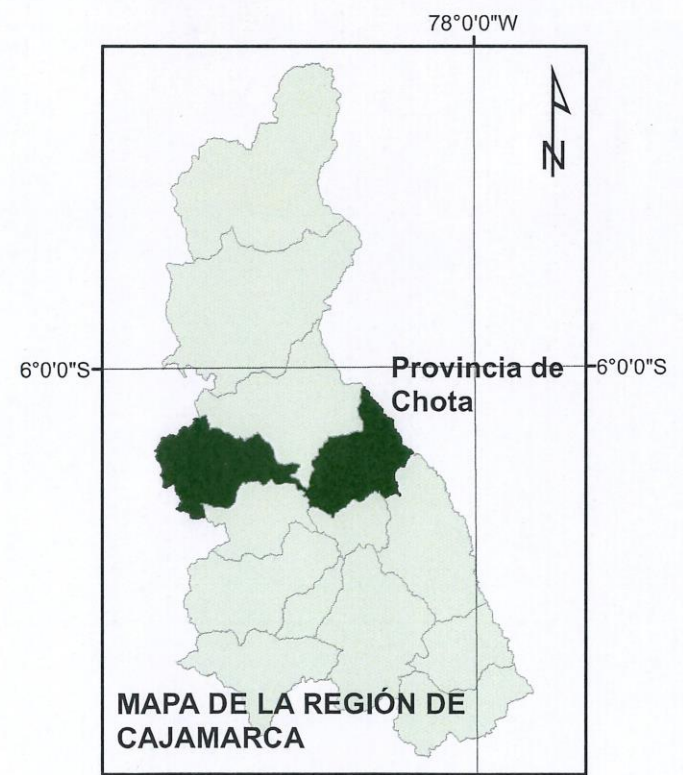 78°0'0"W
N
6°0'0"S
6°0'0"S
Provincia de
Chota
MAPA DE LA REGIÓN DE
CAJAMARCA